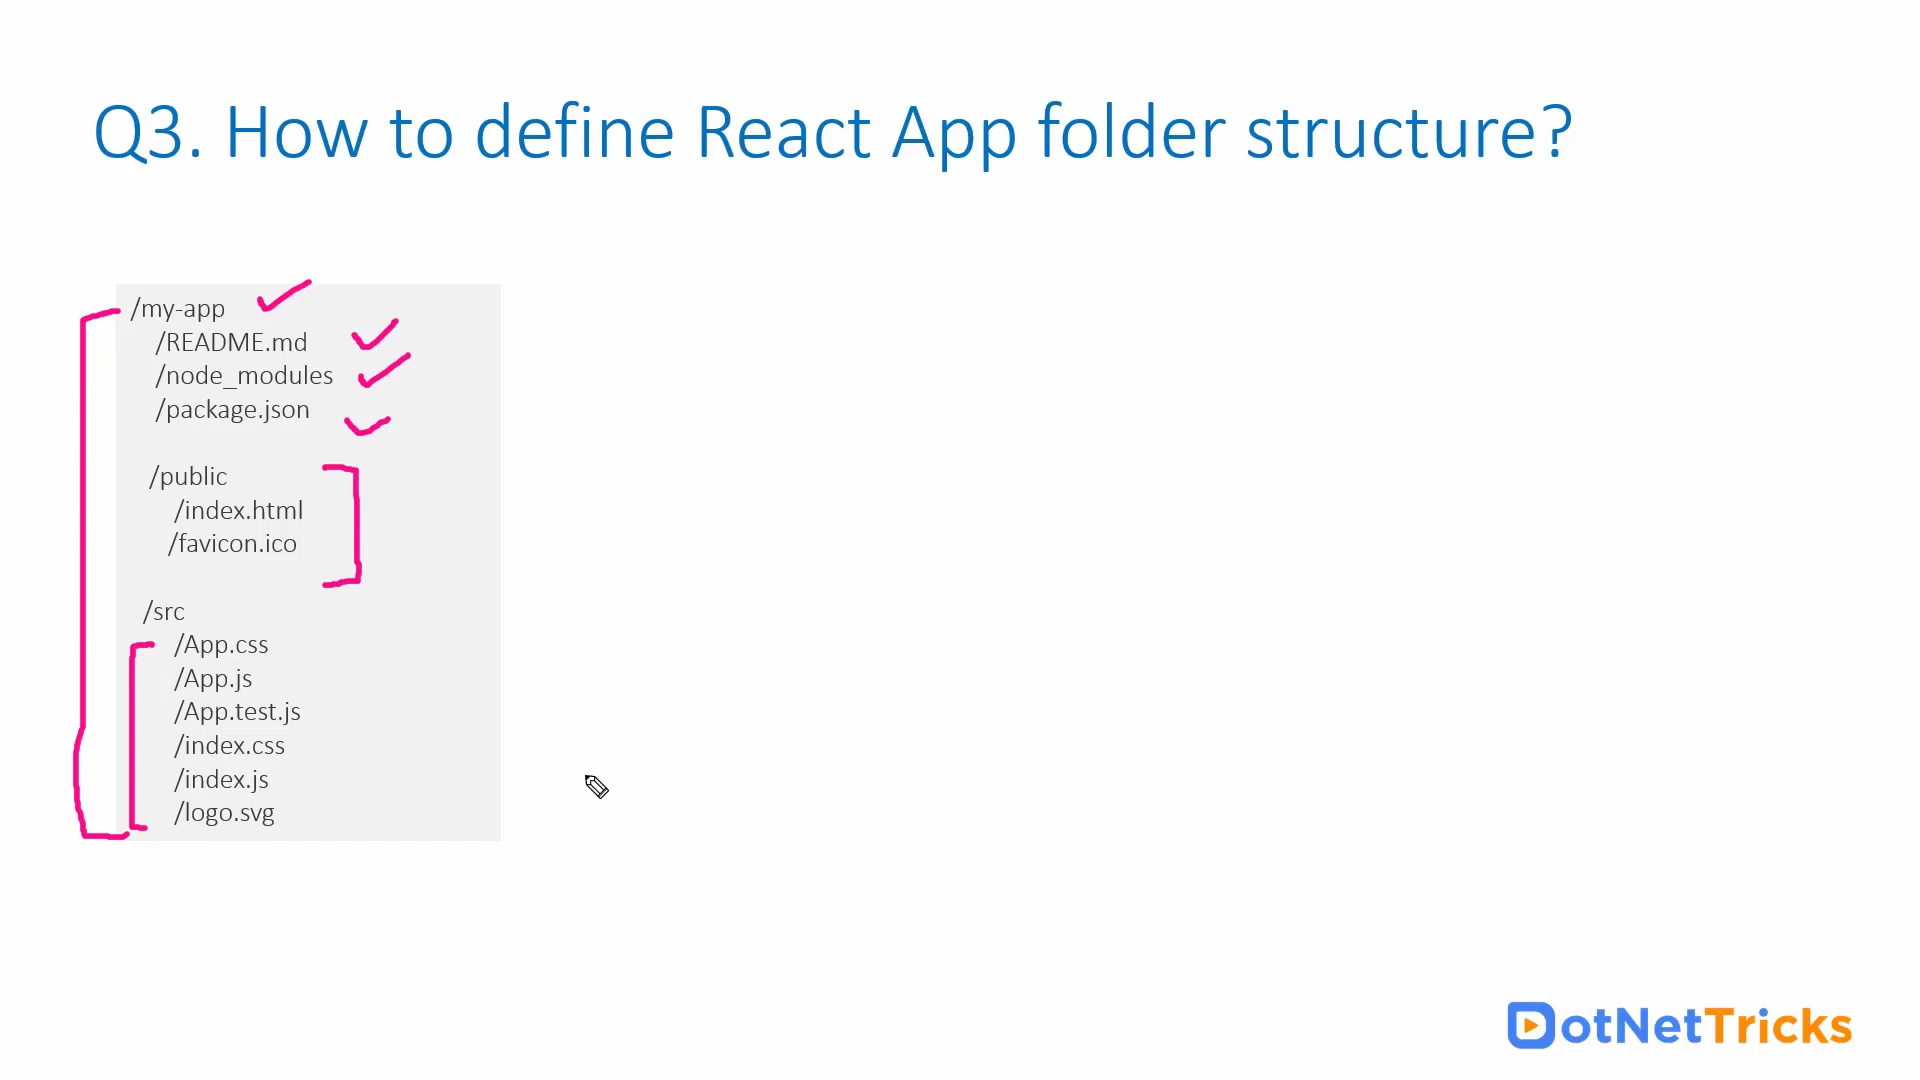 Q3. How to define React App folder structure?
/my-app
/README.md
/node_modules
/package.json
/public
/index.html
/favicon.ico
/src
/App.css
/App.js
/App.test.js
/index.css
/index.js
/logo.svg
DotNetTricks